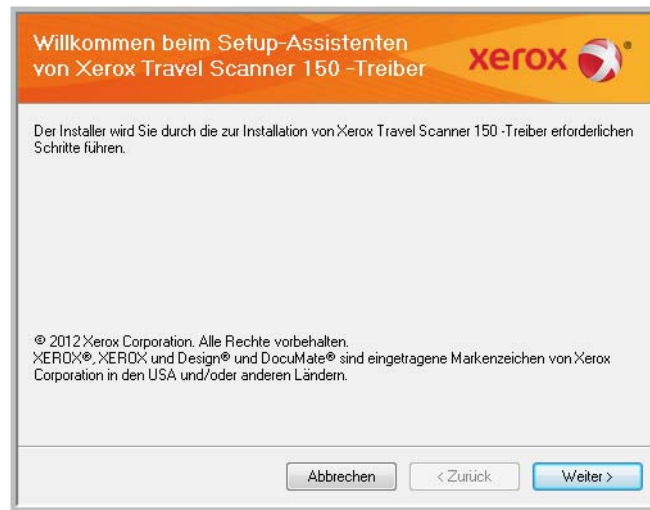 Willkommen beim Setup-Assistenten
von Xerox Travel Scanner 150 -Treiber
xerox
Der Installer wird Sie durch die zur Installation von Xerox Travel Scanner 150 -Treiber erforderlichen
Schritte führen.
© 2012 Xerox Corporation. Alle Rechte vorbehalten.
XEROX®, XEROX und Design® und DocuMate® sind eingetragene Markenzeichen von Xerox
Corporation in den USA und/oder anderen Ländern.
Abbrechen
< Zurück
Weiter >